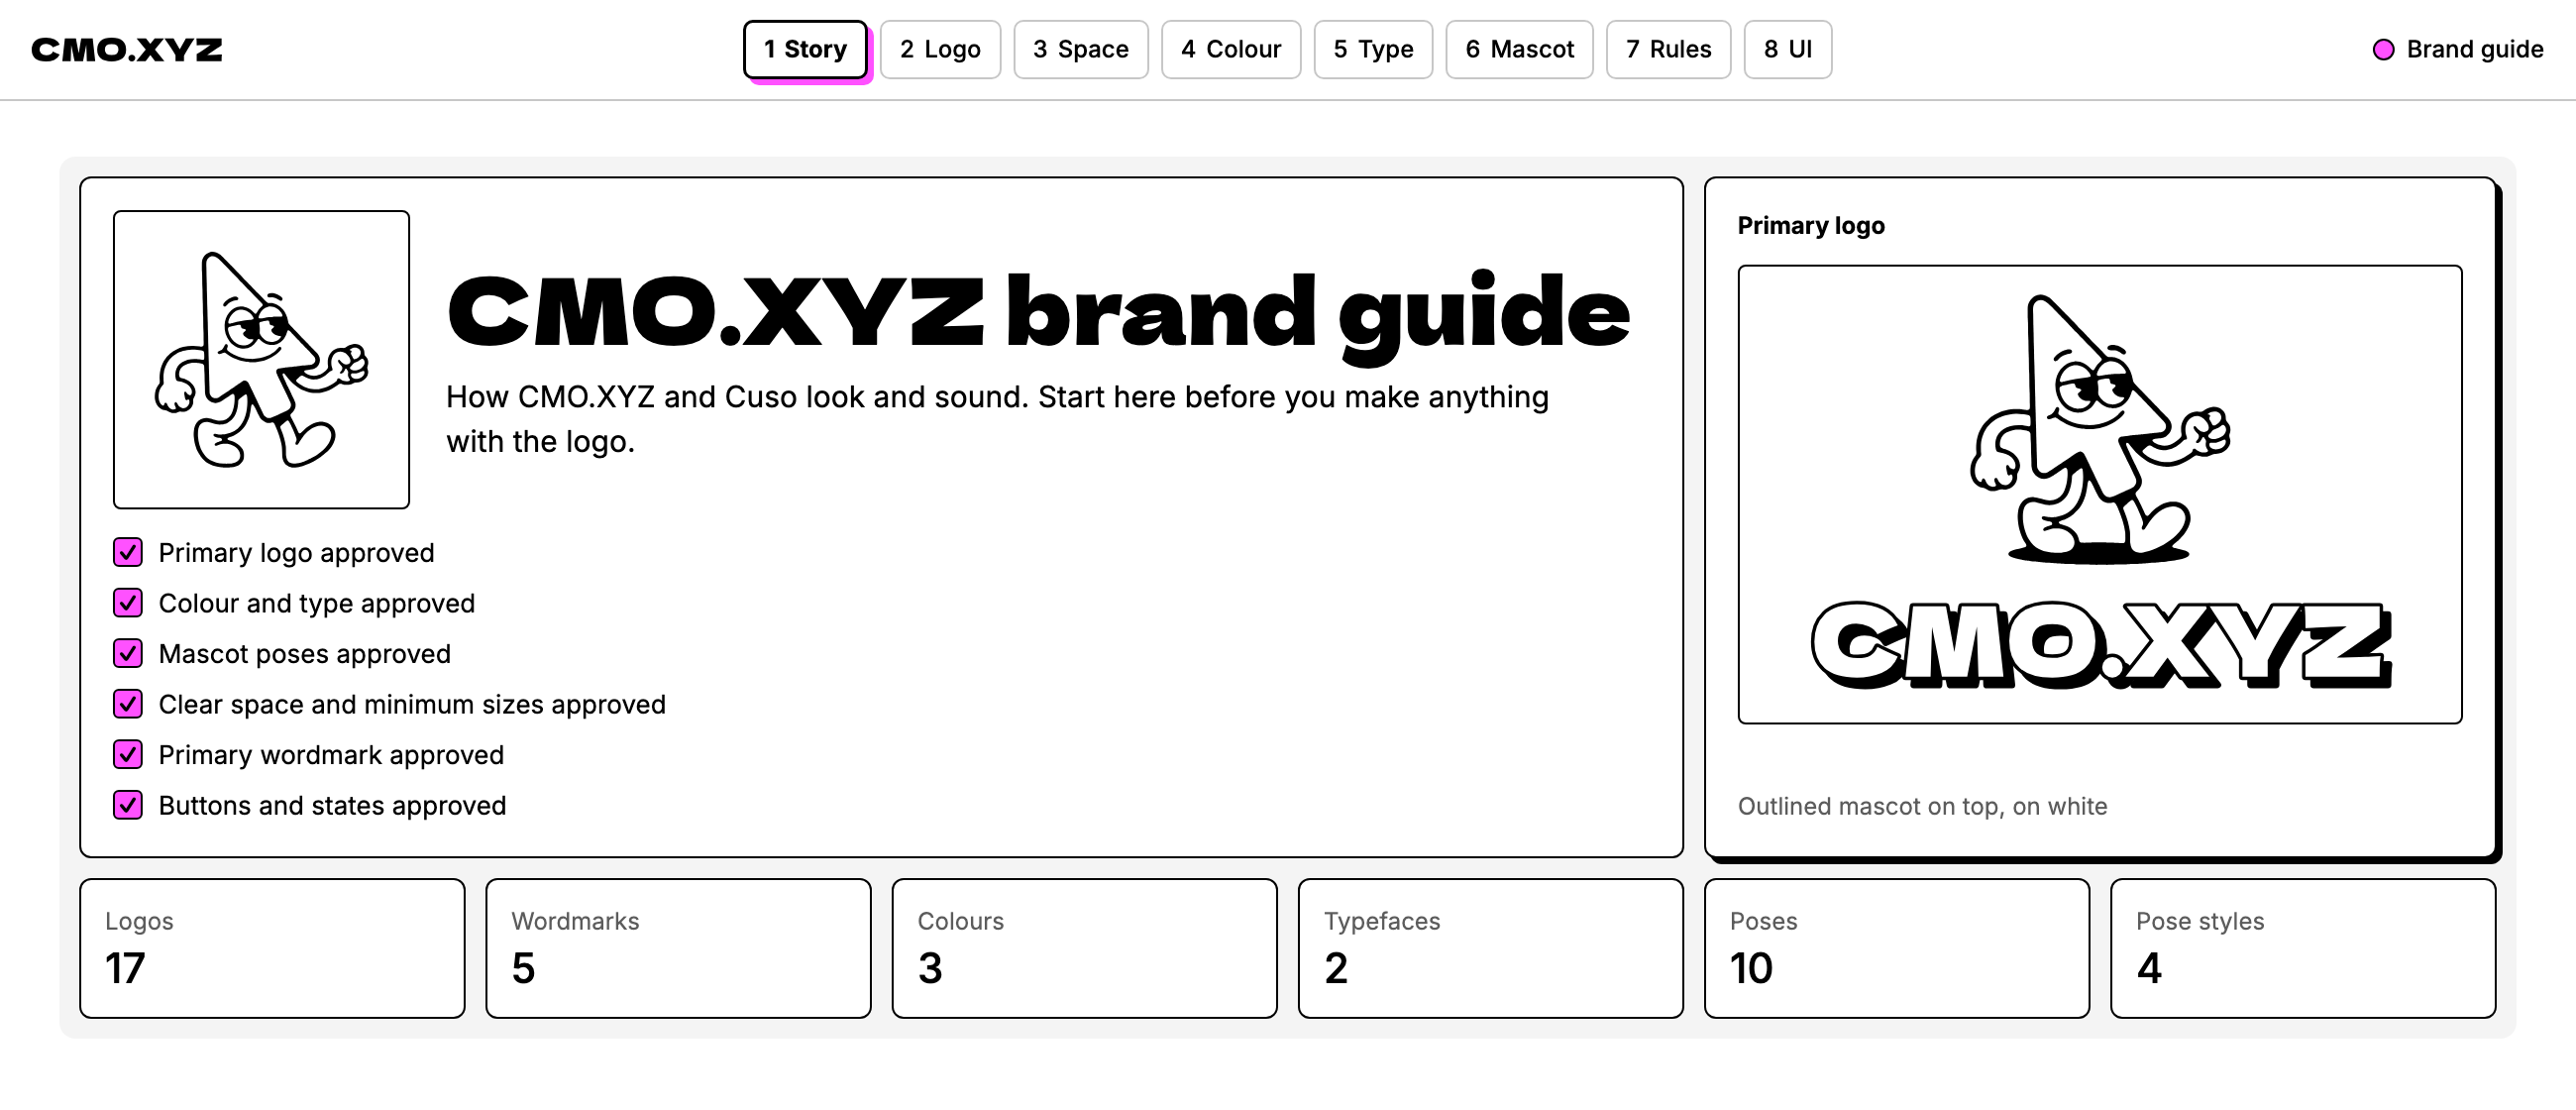 CMO.XYZ
1 Story
2 Logo
3 Space
4 Colour
5 Type
6 Mascot
7 Rules
8 UI
Brand guide
CMO.XYZ brand guide
How CMO.XYZ and Cuso look and sound. Start here before you make anything
with the logo.
Primary logo approved
Colour and type approved
Mascot poses approved
Clear space and minimum sizes approved
Primary wordmark approved
Buttons and states approved
Primary logo
CMO.XYZ
Outlined mascot on top, on white
Logos
17
Wordmarks
5
Colours
3
Typefaces
2
Poses
10
Pose styles
4